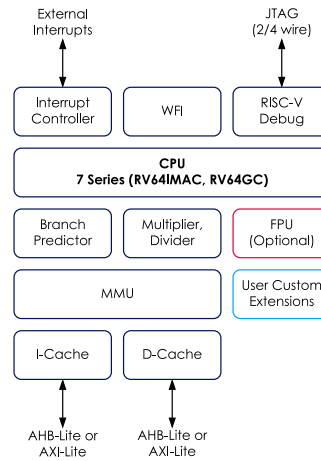 External
Interrupts
JTAG
(2/4 wire)
Interrupt
Controller
WFI
RISC-V
Debug
CPU
7 Series (RV64IMAC, RV64GC)
Branch
Predictor
Multiplier,
Divider
FPU
(Optional)
MMU
User Custom
Extensions
I-Cache
D-Cache
AHB-Lite or
AXI-Lite
AHB-Lite or
AXI-Lite